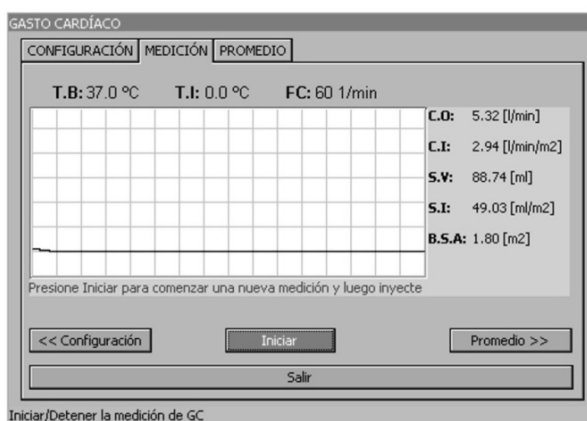 GASTO CARDÍACO
CONFIGURACIÓN MEDICIÓN PROMEDIO
T.B: 37.0 ºC T.I: 0.0 ºC FC: 60 1/min
C.O: 5.32 [l/min]
C.I: 2.94 [l/min/m2]
S.V: 88.74 [ml]
S.I: 49.03 [ml/m2]
B.S.A: 1.80 [m2]
Presione Iniciar para comenzar una nueva medición y luego inyecte
<< Configuración Iniciar Promedio >>
Salir
Iniciar/Detener la medición de GC